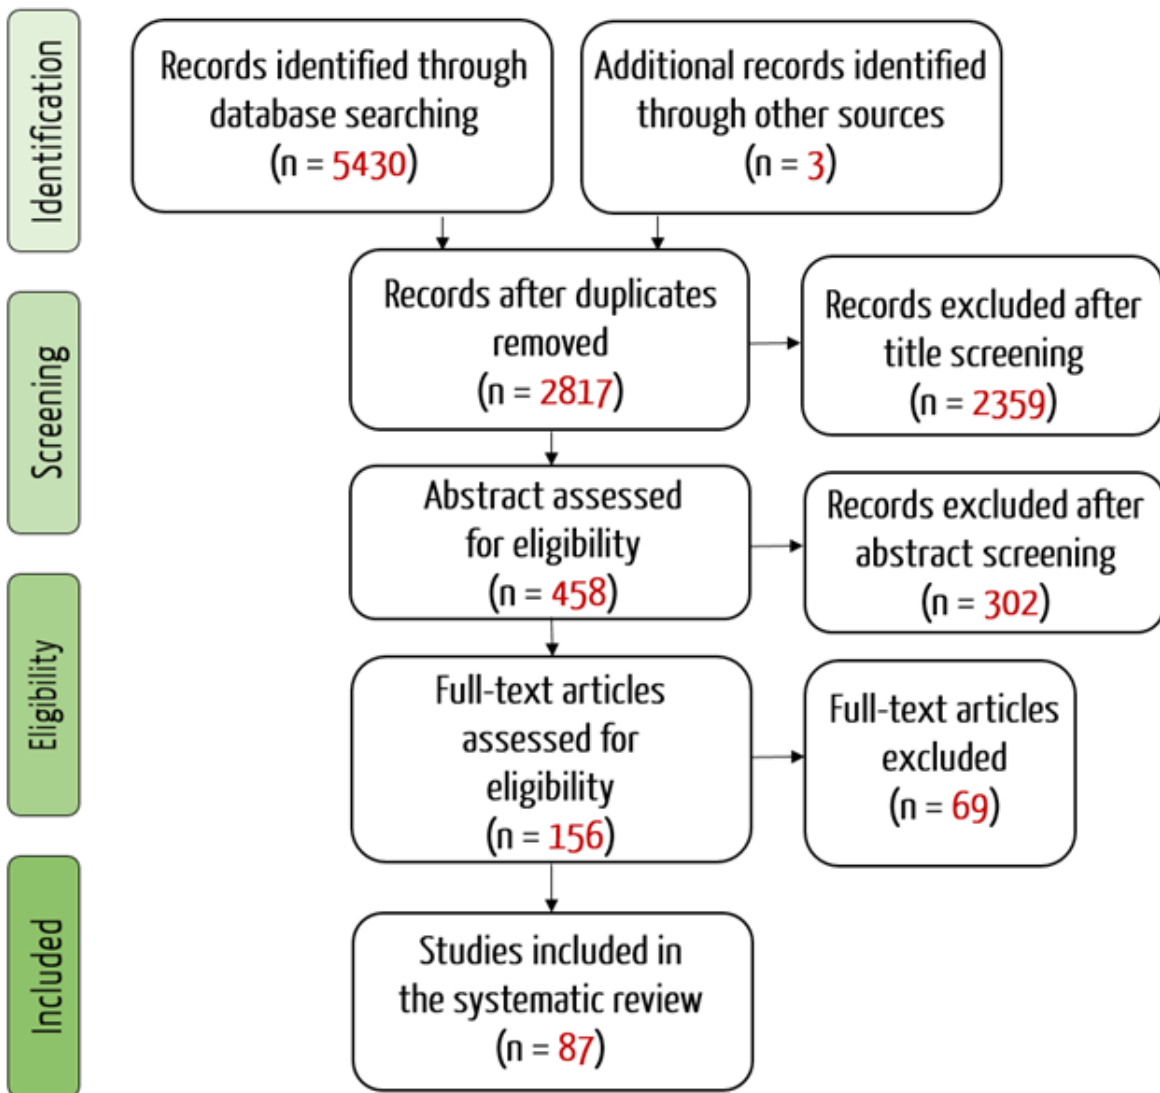 Identification
Records identified through
database searching
(n = 5430)
Additional records identified
through other sources
(n = 3)
Screening
Records after duplicates
removed
(n = 2817)
Records excluded after
title screening
(n = 2359)
Abstract assessed
for eligibility
(n = 458)
Records excluded after
abstract screening
(n = 302)
Eligibility
Full-text articles
assessed for
eligibility
(n = 156)
Full-text articles
excluded
(n = 69)
Included
Studies included in
the systematic review
(n = 87)